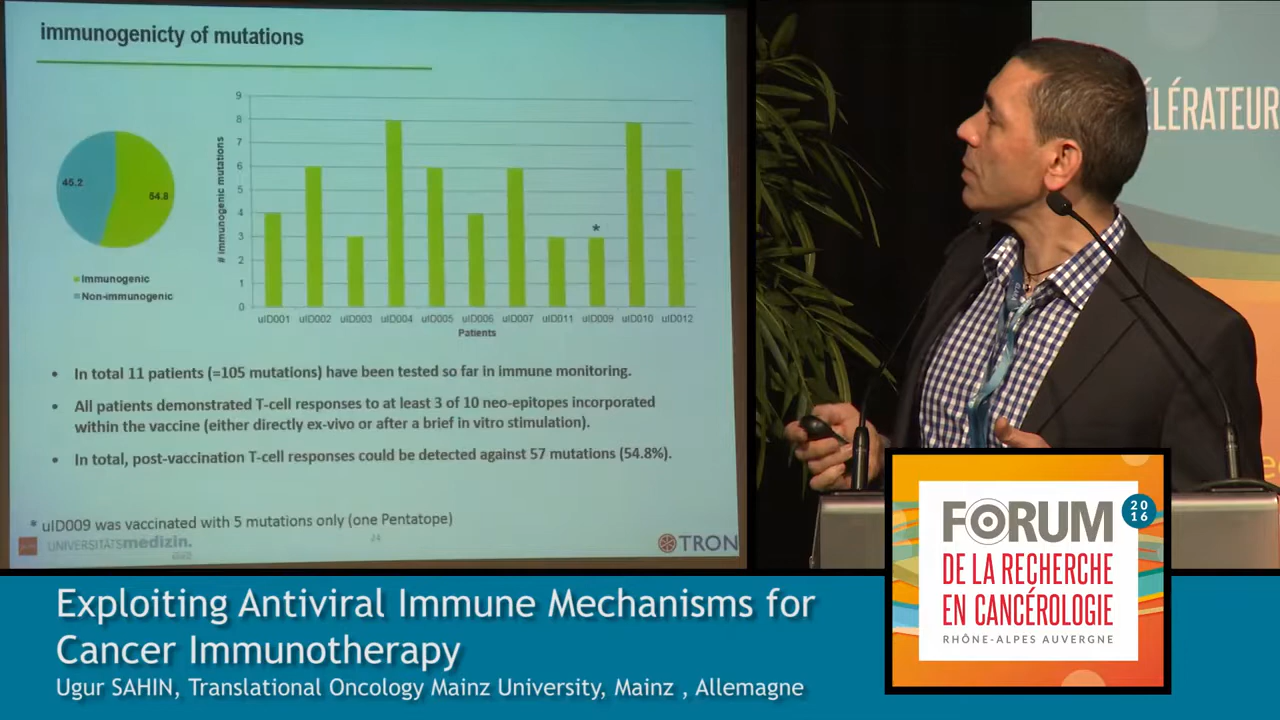 immunogenicty of mutations
45.2
54.8
Immunogenic
Non-immunogenic
# immunogenic mutations
9
8
7
6
5
4
3
2
1
0
*
uID001 uID002 uID003 uID004 uID005 uID006 uID007 uID011 uID009 uID010 uID012
Patients
• In total 11 patients (=105 mutations) have been tested so far in immune monitoring.
• All patients demonstrated T-cell responses to at least 3 of 10 neo-epitopes incorporated
within the vaccine (either directly ex-vivo or after a brief in vitro stimulation).
• In total, post-vaccination T-cell responses could be detected against 57 mutations (54.8%).
* uID009 was vaccinated with 5 mutations only (one Pentatope)
UNIVERSITÄTSmedizin.
24
TRON
ÉLÉRATEUR
Exploiting Antiviral Immune Mechanisms for
Cancer Immunotherapy
Ugur SAHIN, Translational Oncology Mainz University, Mainz , Allemagne
FORUM
20
16
DE LA RECHERCHE
EN CANCÉROLOGIE
RHÔNE-ALPES AUVERGNE